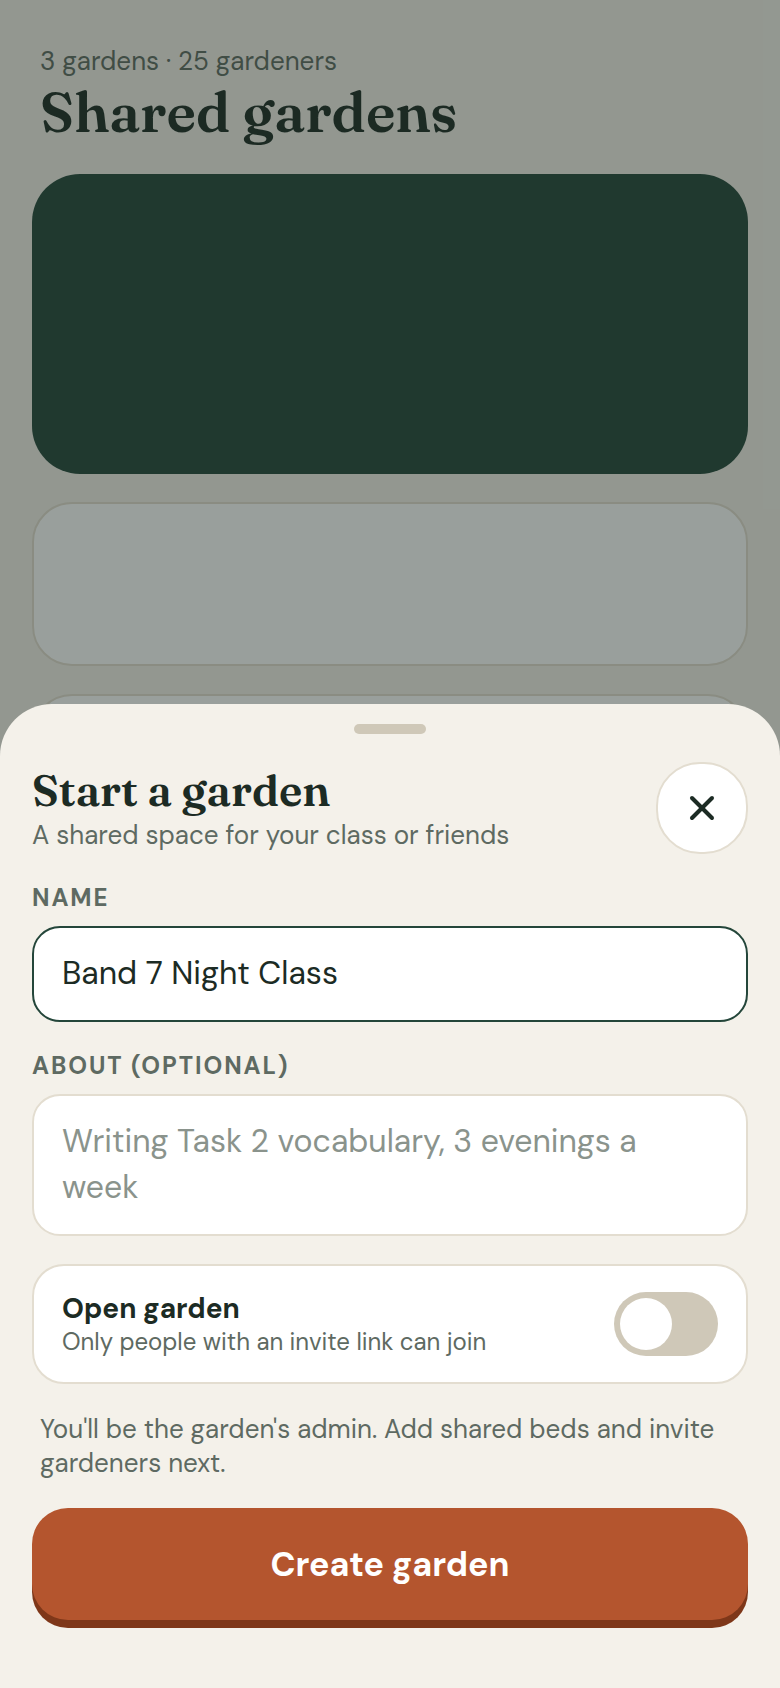 3 gardens · 25 gardeners
Shared gardens
Start a garden
A shared space for your class or friends
NAME
Band 7 Night Class
ABOUT (OPTIONAL)
Writing Task 2 vocabulary, 3 evenings a
week
Open garden
Only people with an invite link can join
You'll be the garden's admin. Add shared beds and invite
gardeners next.
Create garden